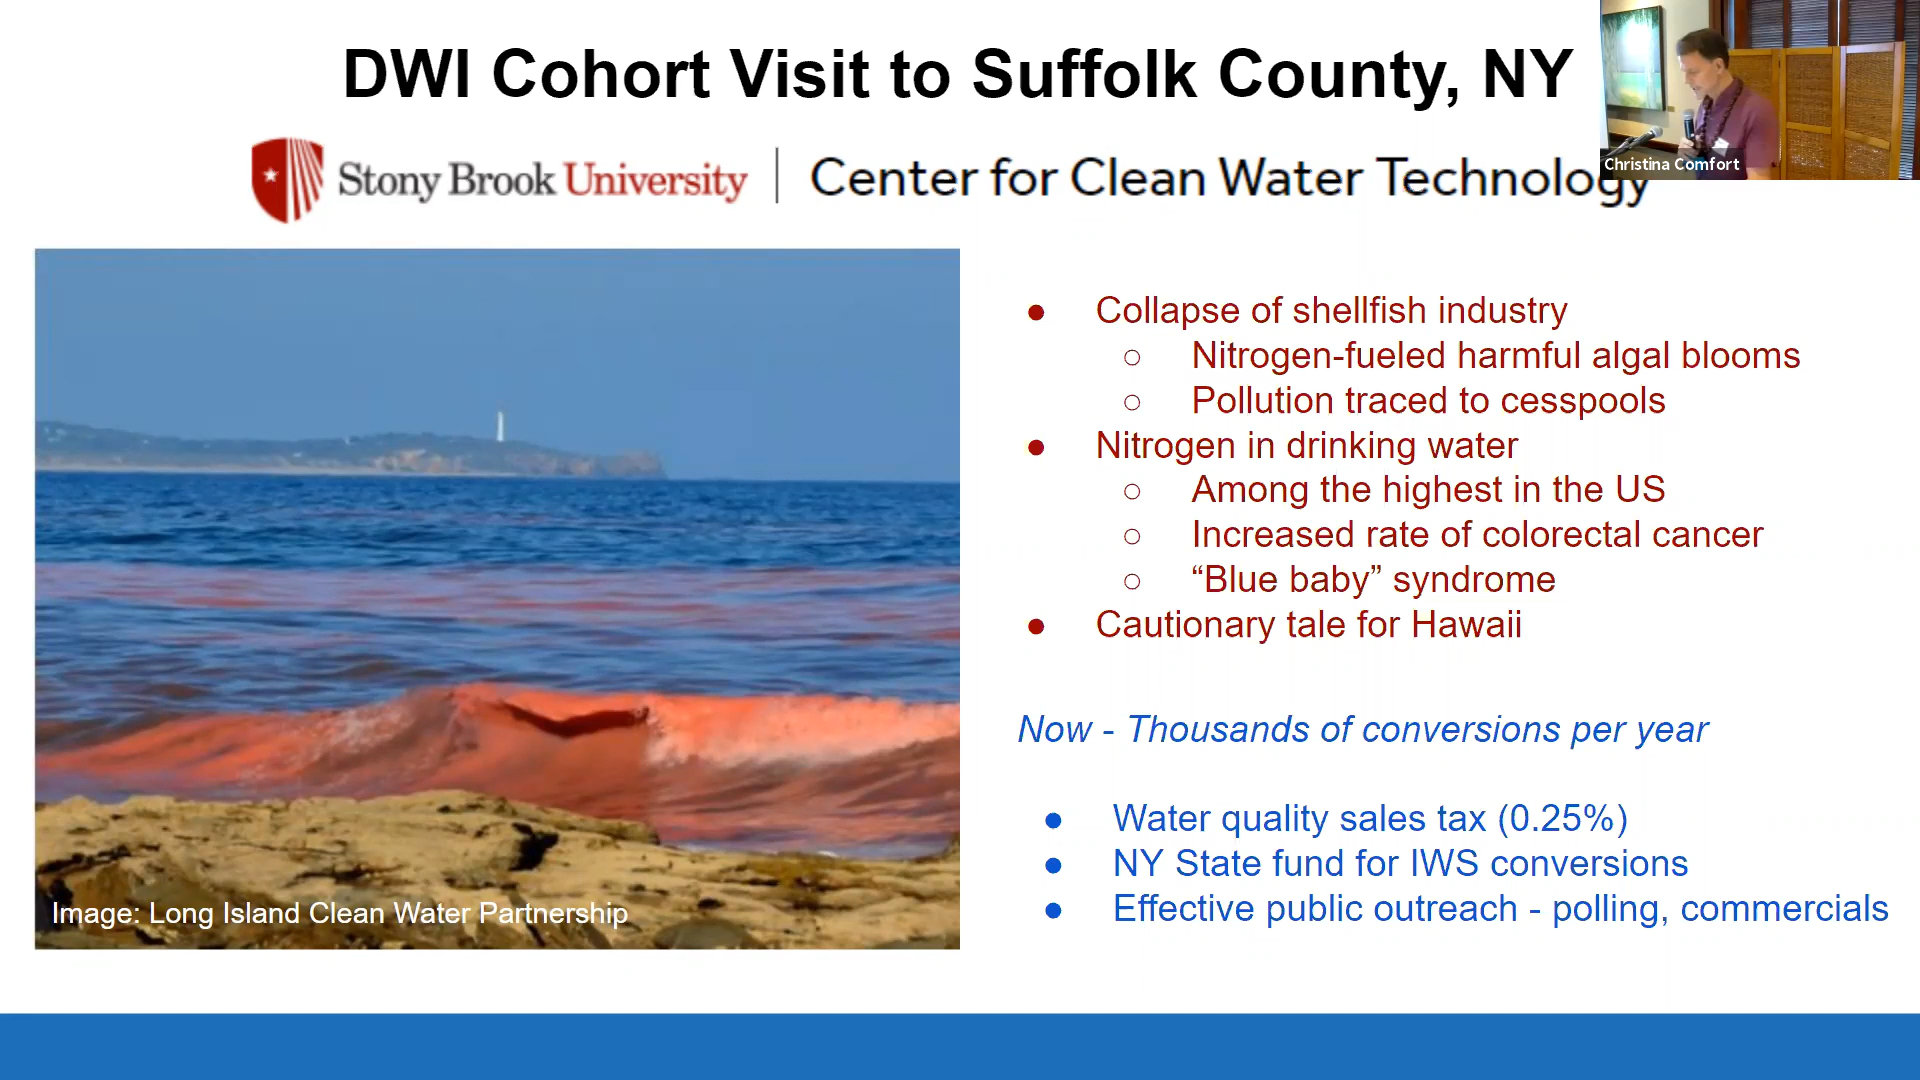 DWI Cohort Visit to Suffolk County, NY
Christina Comfort
Stony Brook University | Center for Clean Water Technology
● Collapse of shellfish industry
○ Nitrogen-fueled harmful algal blooms
○ Pollution traced to cesspools
● Nitrogen in drinking water
○ Among the highest in the US
○ Increased rate of colorectal cancer
○ “Blue baby” syndrome
● Cautionary tale for Hawaii
Now - Thousands of conversions per year
● Water quality sales tax (0.25%)
● NY State fund for IWS conversions
● Effective public outreach - polling, commercials
Image: Long Island Clean Water Partnership